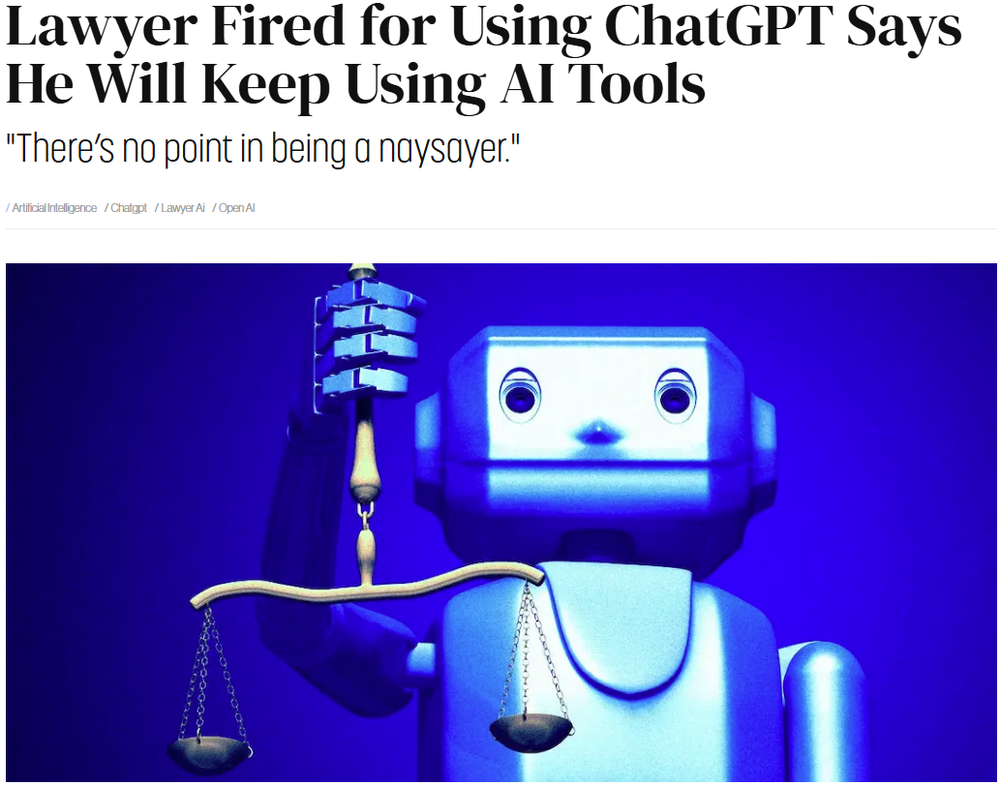 Lawyer Fired for Using ChatGPT Says
He Will Keep Using AI Tools
"There’s no point in being a naysayer."
/ Artificial Intelligence / Chatgpt / Lawyer Ai / Open AI